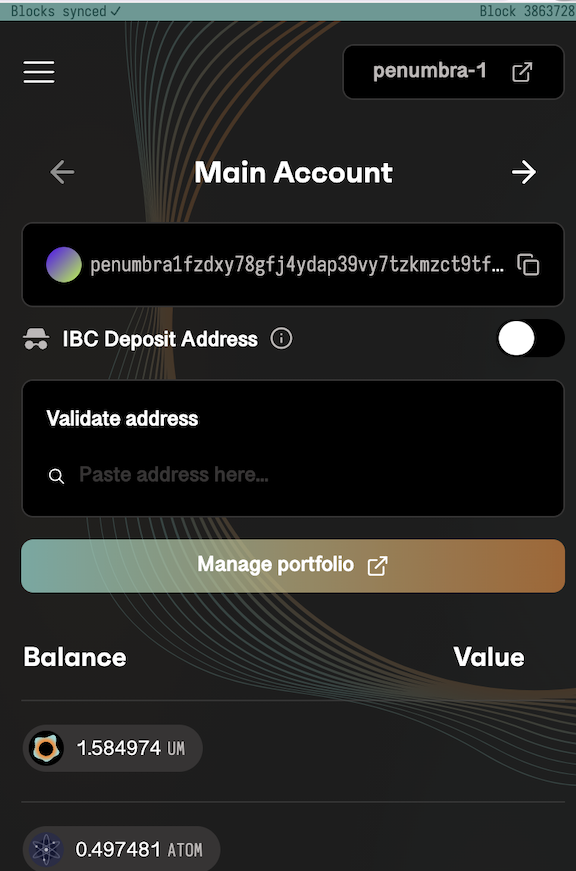 Blocks synced ✓ Block 3863728
penumbra-1
Main Account
penumbra1fzdxy78gfj4ydap39vy7tzkmzct9tf…
IBC Deposit Address
Validate address
Paste address here...
Manage portfolio
Balance Value
1.584974 UM
0.497481 ATOM